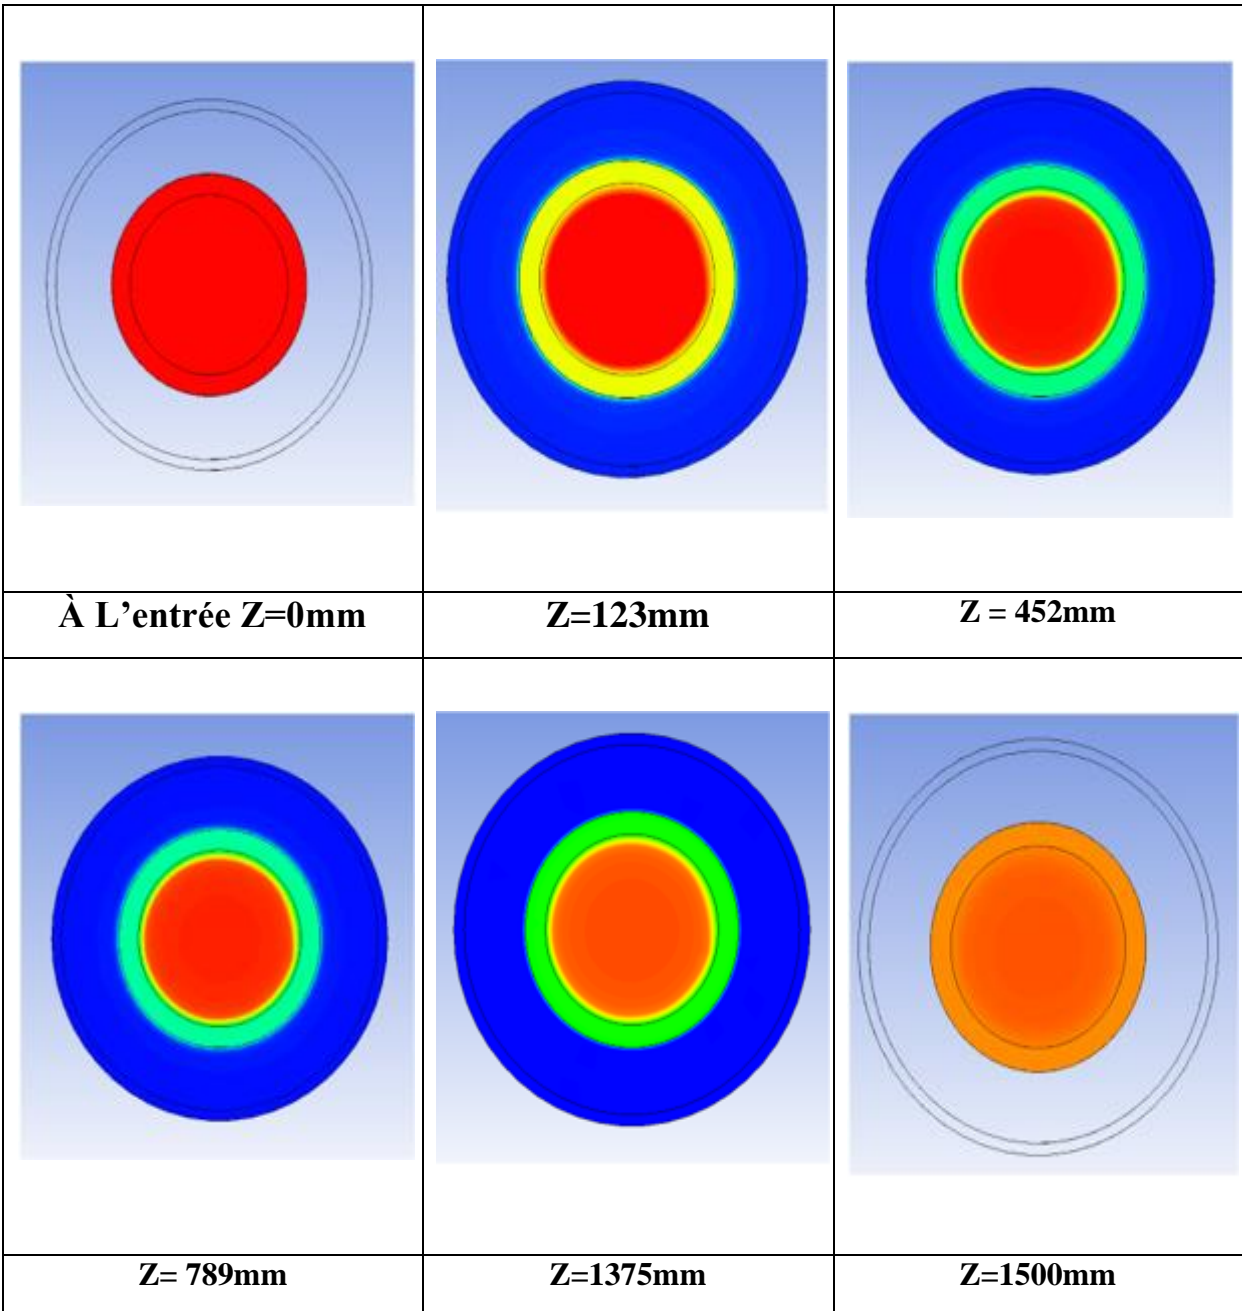 À L’entrée Z=0mm
Z=123mm
Z = 452mm
Z= 789mm
Z=1375mm
Z=1500mm